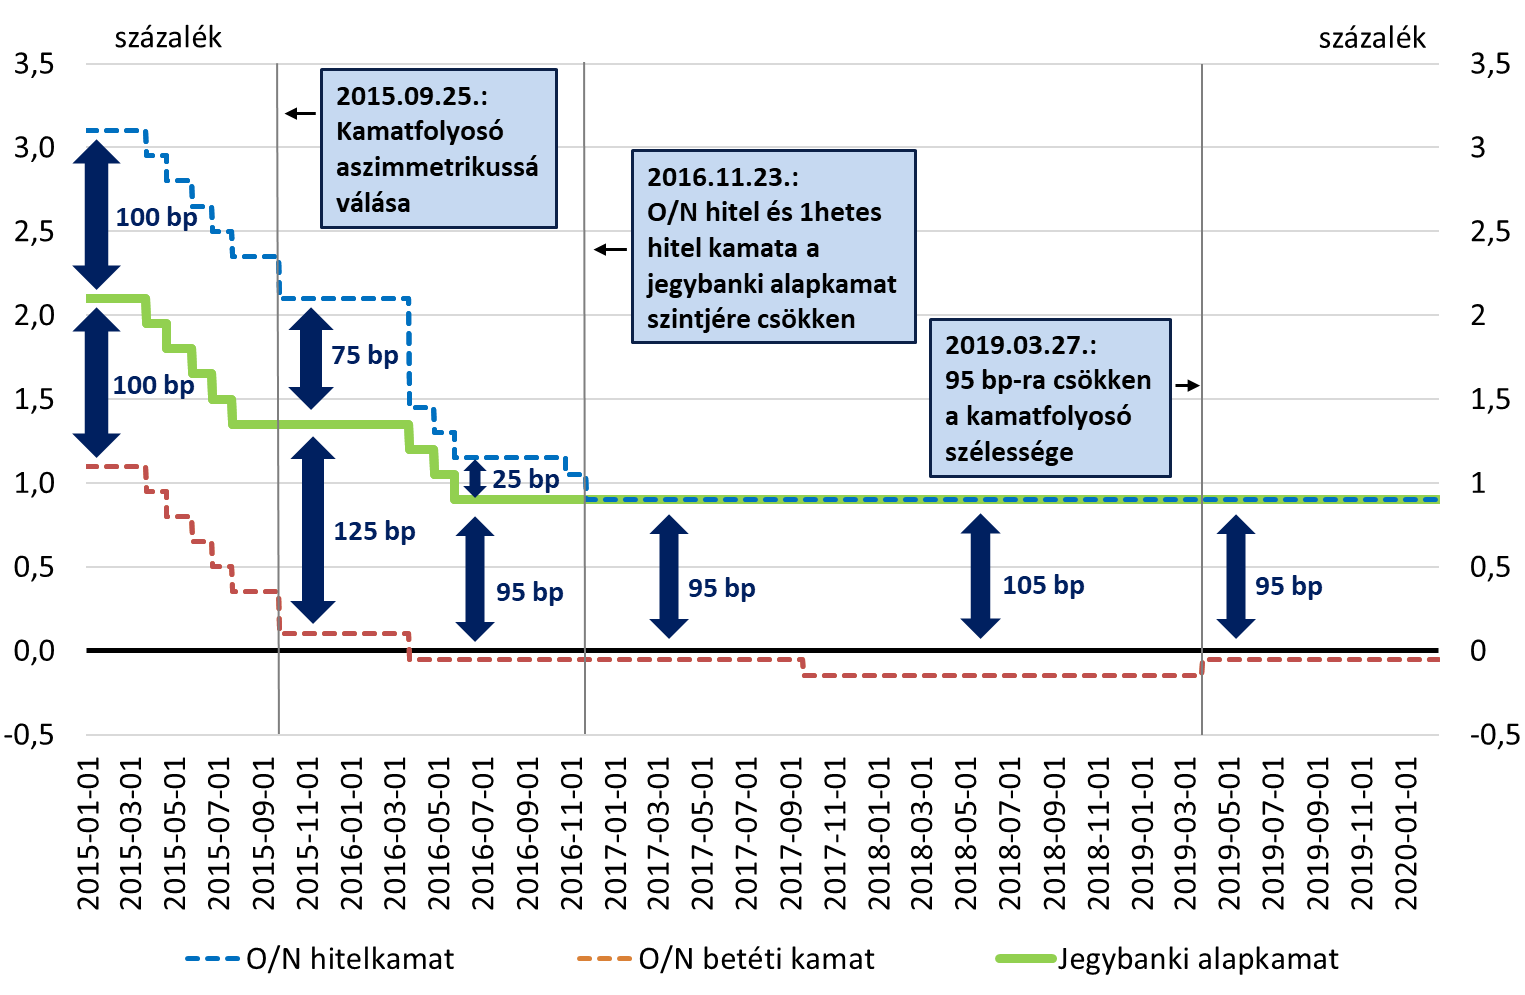 százalék
százalék
3,5
3,0
2,5
2,0
1,5
1,0
0,5
0,0
-0,5
3,5
3
2,5
2
1,5
1
0,5
0
-0,5
2015.09.25.:
Kamatfolyosó
aszimmetrikussá
válása
2016.11.23.:
O/N hitel és 1hetes
hitel kamata a
jegybanki alapkamat
szintjére csökken
2019.03.27.:
95 bp-ra csökken
a kamatfolyosó
szélessége
100 bp
100 bp
75 bp
125 bp
25 bp
95 bp
95 bp
105 bp
95 bp
2015-01-01
2015-03-01
2015-05-01
2015-07-01
2015-09-01
2015-11-01
2016-01-01
2016-03-01
2016-05-01
2016-07-01
2016-09-01
2016-11-01
2017-01-01
2017-03-01
2017-05-01
2017-07-01
2017-09-01
2017-11-01
2018-01-01
2018-03-01
2018-05-01
2018-07-01
2018-09-01
2018-11-01
2019-01-01
2019-03-01
2019-05-01
2019-07-01
2019-09-01
2019-11-01
2020-01-01
O/N hitelkamat
O/N betéti kamat
Jegybanki alapkamat